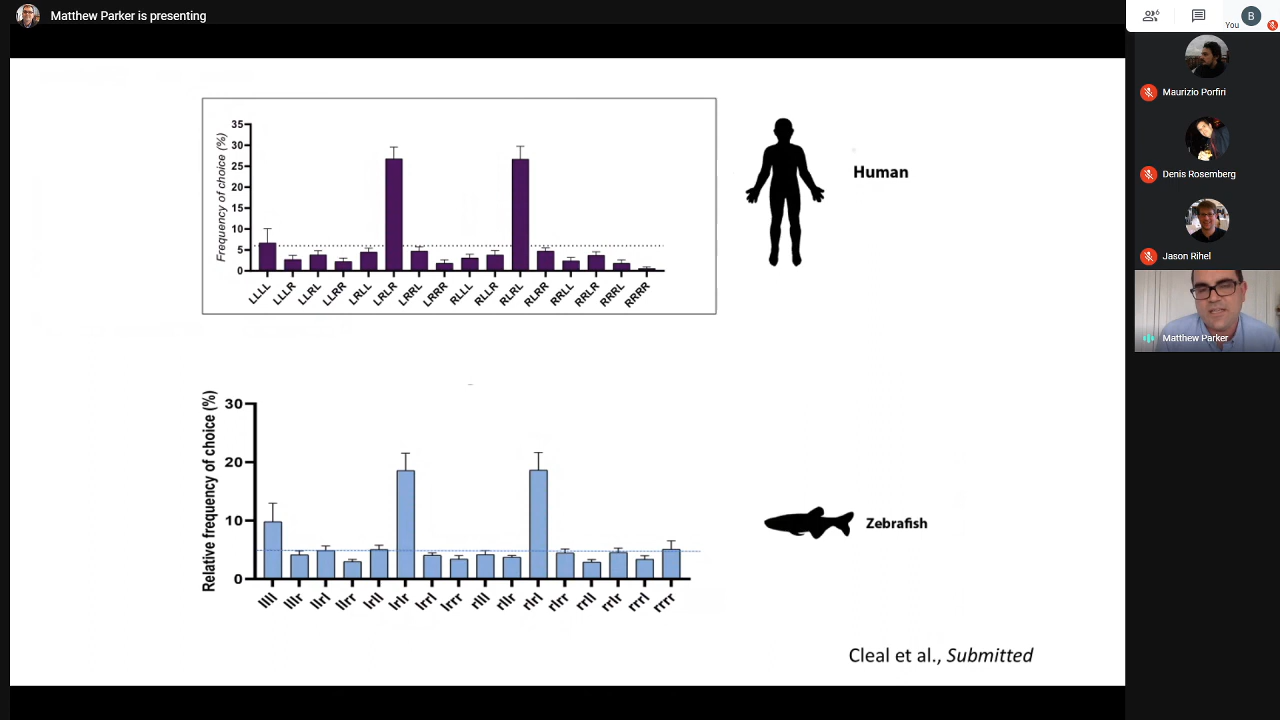 Matthew Parker is presenting
6
You
B
Maurizio Porfiri
Denis Rosemberg
Jason Rihel
Matthew Parker
Frequency of choice (%)
35
30
25
20
15
10
5
0
LLLL LLLR LLRL LLRR LRLL LRLR LRRL LRRR RLLL RLLR RLRL RLRR RRLL RRLR RRRL RRRR
Human
Relative frequency of choice (%)
30
20
10
0
llll lllr llrl llrr lrll lrlr lrrl lrrr rlll rllr rlrl rlrr rrll rrlr rrrl rrrr
Zebrafish
Cleal et al., Submitted